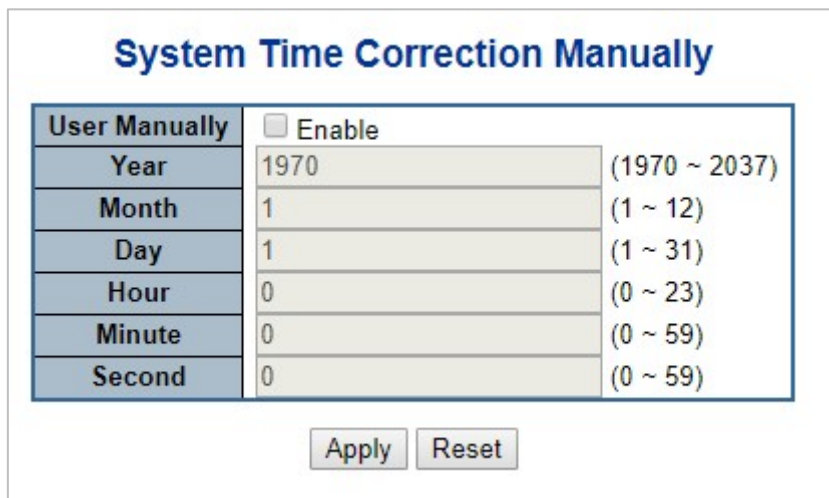 System Time Correction Manually
User Manually Enable
Year 1970 (1970 ~ 2037)
Month 1 (1 ~ 12)
Day 1 (1 ~ 31)
Hour 0 (0 ~ 23)
Minute 0 (0 ~ 59)
Second 0 (0 ~ 59)
Apply Reset